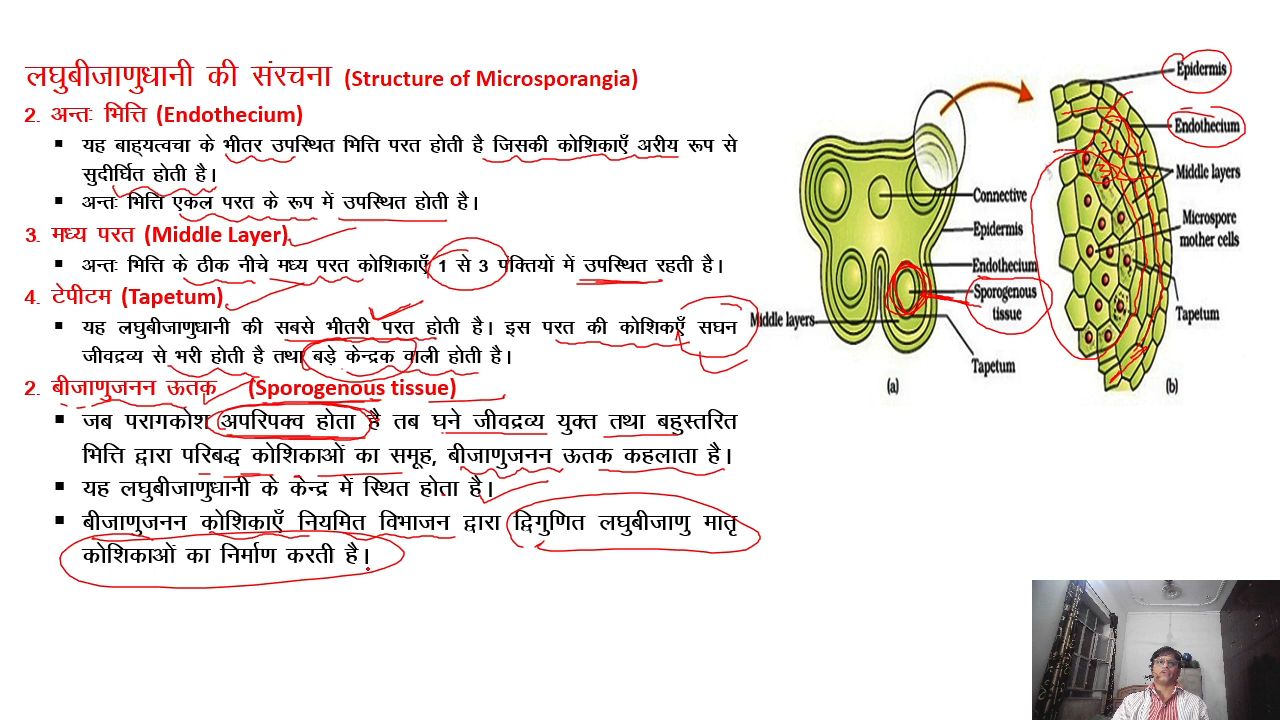 लघुबीजाणुधानी की संरचना (Structure of Microsporangia)
2. अन्तः भित्ति (Endothecium)
▪ यह बाह्यत्वचा के भीतर उपस्थित भित्ति परत होती है जिसकी कोशिकाएँ अरीय रूप से
सुदीर्घित होती है।
▪ अन्तः भित्ति एकल परत के रूप में उपस्थित होती है।
3. मध्य परत (Middle Layer)
▪ अन्तः भित्ति के ठीक नीचे मध्य परत कोशिकाएँ 1 से 3 पंक्तियों में उपस्थित रहती है।
4. टेपीटम (Tapetum)
▪ यह लघुबीजाणुधानी की सबसे भीतरी परत होती है। इस परत की कोशिकाएँ सघन
जीवद्रव्य से भरी होती है तथा बड़े केन्द्रक वाली होती है।
2. बीजाणुजनन ऊतक (Sporogenous tissue)
▪ जब परागकोश अपरिपक्व होता है तब घने जीवद्रव्य युक्त तथा बहुस्तरित
भित्ति द्वारा परिबद्ध कोशिकाओं का समूह, बीजाणुजनन ऊतक कहलाता है।
▪ यह लघुबीजाणुधानी के केन्द्र में स्थित होता है।
▪ बीजाणुजनन कोशिकाएँ नियमित विभाजन द्वारा द्विगुणित लघुबीजाणु मातृ
कोशिकाओं का निर्माण करती है।
Connective
Epidermis
Endothecium
Sporogenous
tissue
Middle layers
Tapetum
(a)
Epidermis
Endothecium
Middle layers
Microspore
mother cells
Tapetum
(b)